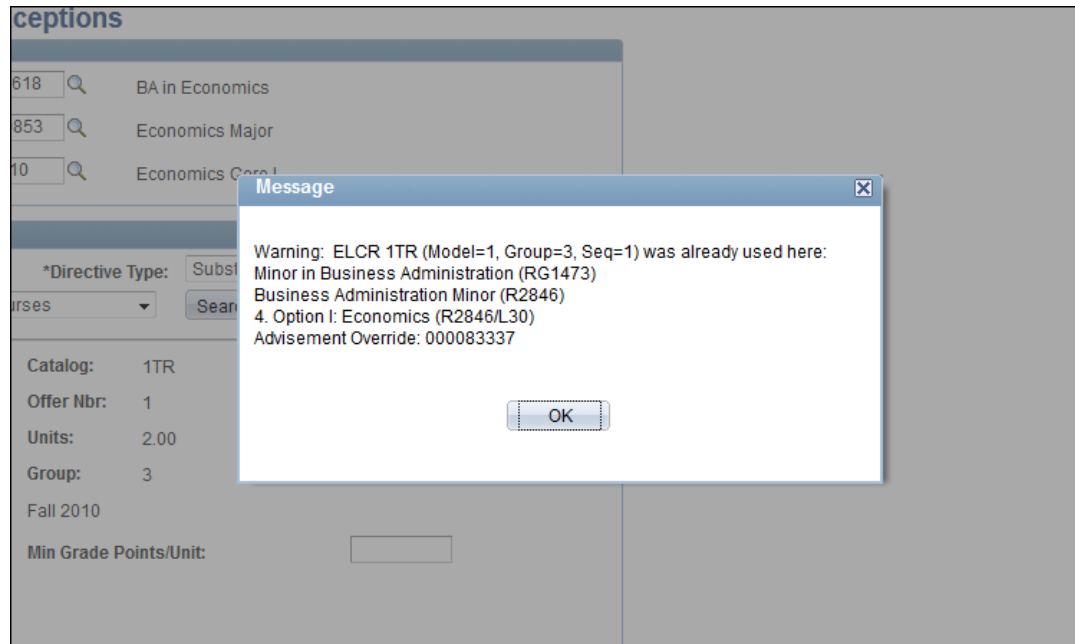 ceptions
618 BA in Economics
853 Economics Major
10 Economics Core I
Message
Warning:  ELCR 1TR (Model=1, Group=3, Seq=1) was already used here:
Minor in Business Administration (RG1473)
Business Administration Minor (R2846)
4. Option I: Economics (R2846/L30)
Advisement Override: 000083337
OK
*Directive Type: Subst
urses Sear
Catalog: 1TR
Offer Nbr: 1
Units: 2.00
Group: 3
Fall 2010
Min Grade Points/Unit: